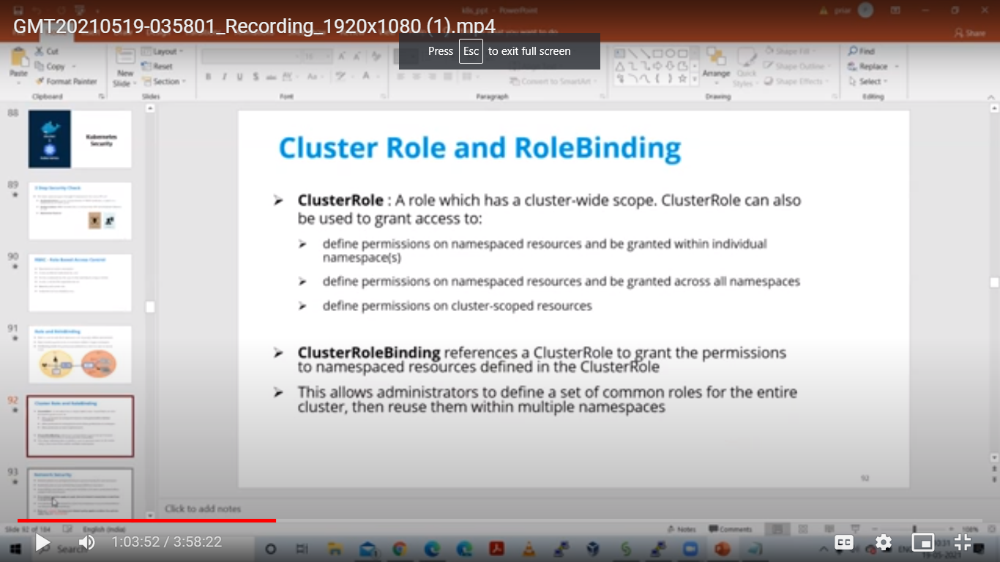 k8s_ppt - PowerPoint
GMT20210519-035801_Recording_1920x1080 (1).mp4
Press Esc to exit full screen
Share
Cut
Copy
Format Painter
Paste
Clipboard
New
Slide
Layout
Reset
Section
Slides
Font
Convert to SmartArt
Paragraph
Arrange
Quick
Styles
Shape Fill
Shape Outline
Shape Effects
Drawing
Find
Replace
Select
Editing
88
Kubernetes
Security
89
3 Step Security Check
90
RBAC - Role Based Access Control
91
Role and RoleBinding
92
Cluster Role and RoleBinding
93
Network Security
Cluster Role and RoleBinding
➤ ClusterRole : A role which has a cluster-wide scope. ClusterRole can also
be used to grant access to:
➤ define permissions on namespaced resources and be granted within individual
namespace(s)
➤ define permissions on namespaced resources and be granted across all namespaces
➤ define permissions on cluster-scoped resources
➤ ClusterRoleBinding references a ClusterRole to grant the permissions
to namespaced resources defined in the ClusterRole
➤ This allows administrators to define a set of common roles for the entire
cluster, then reuse them within multiple namespaces
92
Click to add notes
Slide 92 of 184
English (India)
Notes
Comments
108%
1:03:52 / 3:58:22
CC
19-05-2021